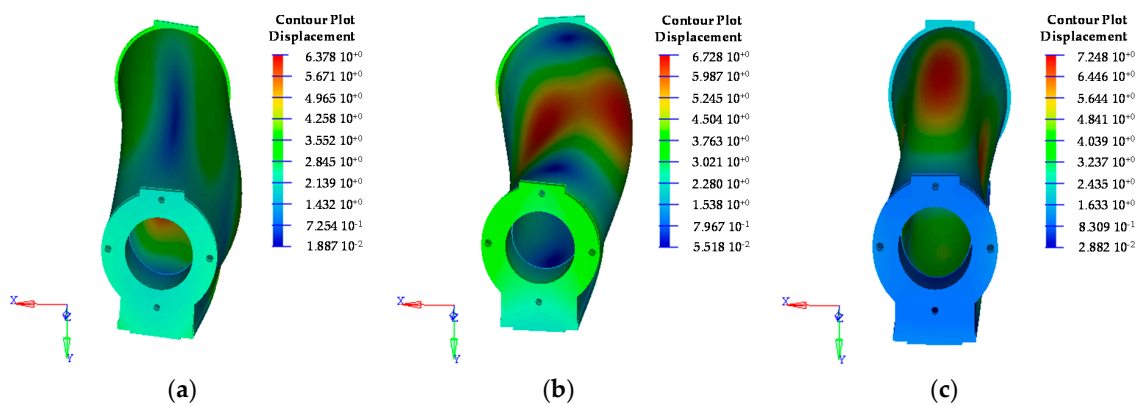 Contour Plot
Displacement
6.378 10⁺⁰
5.671 10⁺⁰
4.965 10⁺⁰
4.258 10⁺⁰
3.552 10⁺⁰
2.845 10⁺⁰
2.139 10⁺⁰
1.432 10⁺⁰
7.254 10⁻¹
1.887 10⁻²
X
Z
Y
(a)
Contour Plot
Displacement
6.728 10⁺⁰
5.987 10⁺⁰
5.245 10⁺⁰
4.504 10⁺⁰
3.763 10⁺⁰
3.021 10⁺⁰
2.280 10⁺⁰
1.538 10⁺⁰
7.967 10⁻¹
5.518 10⁻²
X
Z
Y
(b)
Contour Plot
Displacement
7.248 10⁺⁰
6.446 10⁺⁰
5.644 10⁺⁰
4.841 10⁺⁰
4.039 10⁺⁰
3.237 10⁺⁰
2.435 10⁺⁰
1.633 10⁺⁰
8.309 10⁻¹
2.882 10⁻²
X
Z
Y
(c)